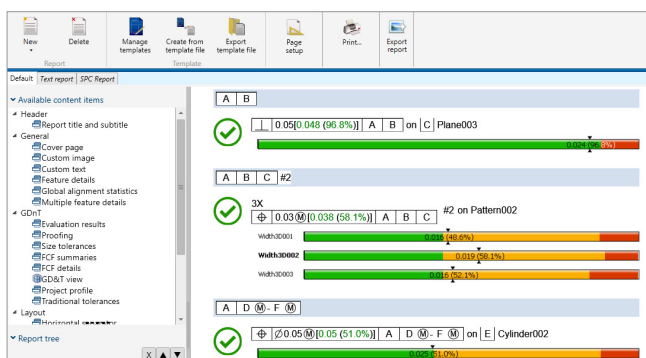 New
Delete
Manage templates
Create from template file
Export template file
Page setup
Print...
Export report
Report
Template
Default
Text report
SPC Report
Available content items
Header
Report title and subtitle
General
Cover page
Custom image
Custom text
Feature details
Global alignment statistics
Multiple feature details
GDnT
Evaluation results
Proofing
Size tolerances
FCF summaries
FCF details
GD&T view
Project profile
Traditional tolerances
Layout
Horizontal
Report tree
X ▲ ▼
A B
⟂ 0.05[0.048 (96.8%)] A B on C Plane003
0.024 (96.8%)
A B C #2
3X
⌖ 0.03 Ⓜ [0.038 (58.1%)] A B C #2 on Pattern002
Width3D001 0.016 (48.6%)
Width3D002 0.019 (58.1%)
Width3D003 0.016 (52.1%)
A D Ⓜ - F Ⓜ
⌖ Ø0.05 Ⓜ [0.05 (51.0%)] A D Ⓜ - F Ⓜ on E Cylinder002
0.025 (51.0%)